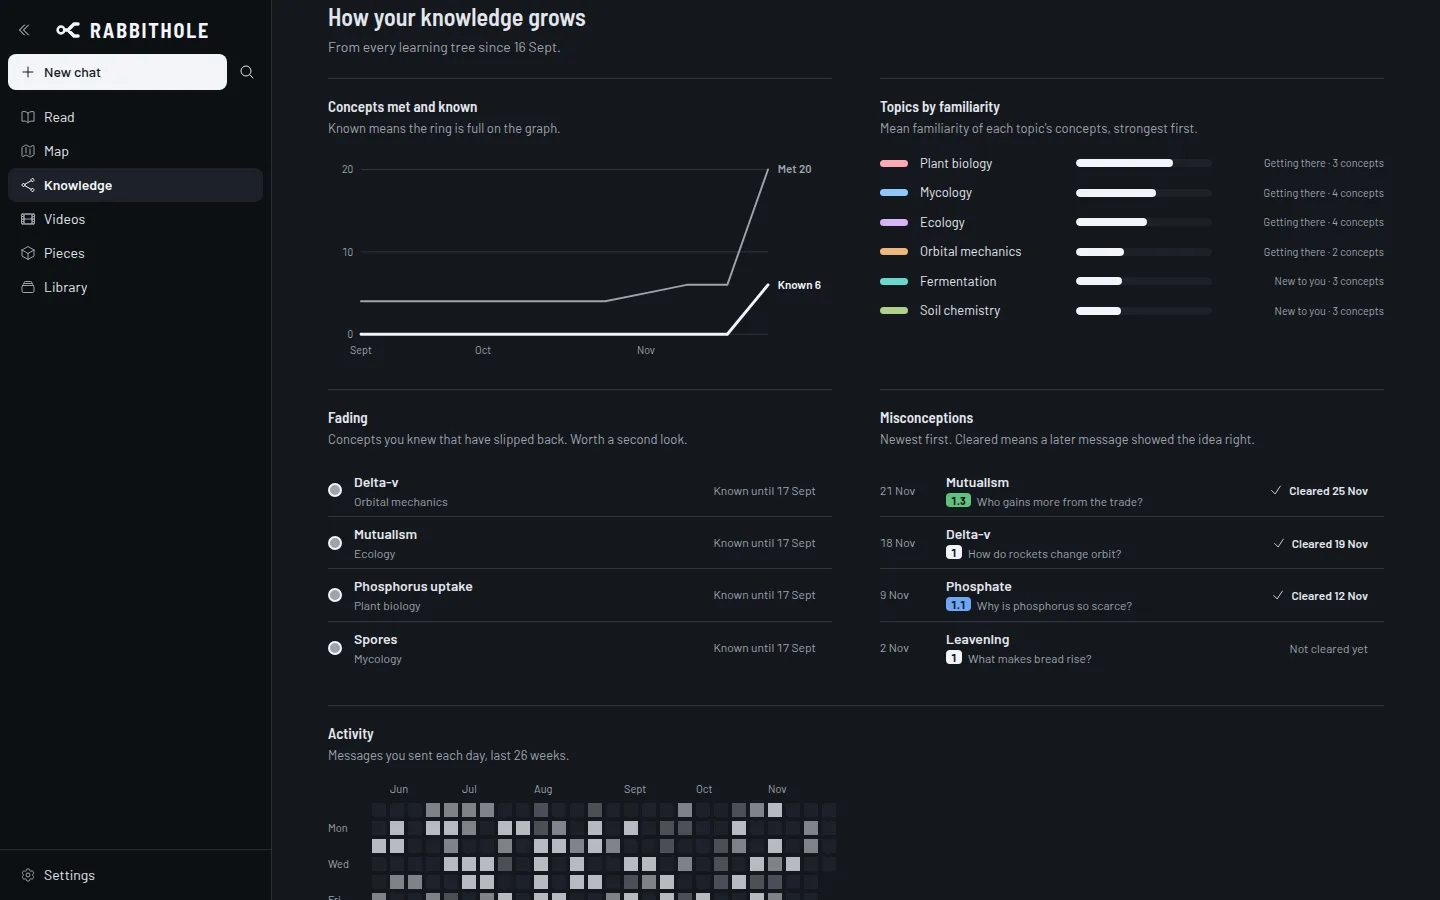 RABBITHOLE
New chat
Read
Map
Knowledge
Videos
Pieces
Library
Settings
How your knowledge grows
From every learning tree since 16 Sept.
Concepts met and known
Known means the ring is full on the graph.
20
10
0
Met 20
Known 6
Sept Oct Nov
Topics by familiarity
Mean familiarity of each topic's concepts, strongest first.
Plant biology Getting there · 3 concepts
Mycology Getting there · 4 concepts
Ecology Getting there · 4 concepts
Orbital mechanics Getting there · 2 concepts
Fermentation New to you · 3 concepts
Soil chemistry New to you · 3 concepts
Fading
Concepts you knew that have slipped back. Worth a second look.
Delta-v
Orbital mechanics
Known until 17 Sept
Mutualism
Ecology
Known until 17 Sept
Phosphorus uptake
Plant biology
Known until 17 Sept
Spores
Mycology
Known until 17 Sept
Misconceptions
Newest first. Cleared means a later message showed the idea right.
21 Nov
Mutualism
1.3 Who gains more from the trade?
Cleared 25 Nov
18 Nov
Delta-v
1 How do rockets change orbit?
Cleared 19 Nov
9 Nov
Phosphate
1.1 Why is phosphorus so scarce?
Cleared 12 Nov
2 Nov
Leavening
1 What makes bread rise?
Not cleared yet
Activity
Messages you sent each day, last 26 weeks.
Jun Jul Aug Sept Oct Nov
Mon
Wed
Fri